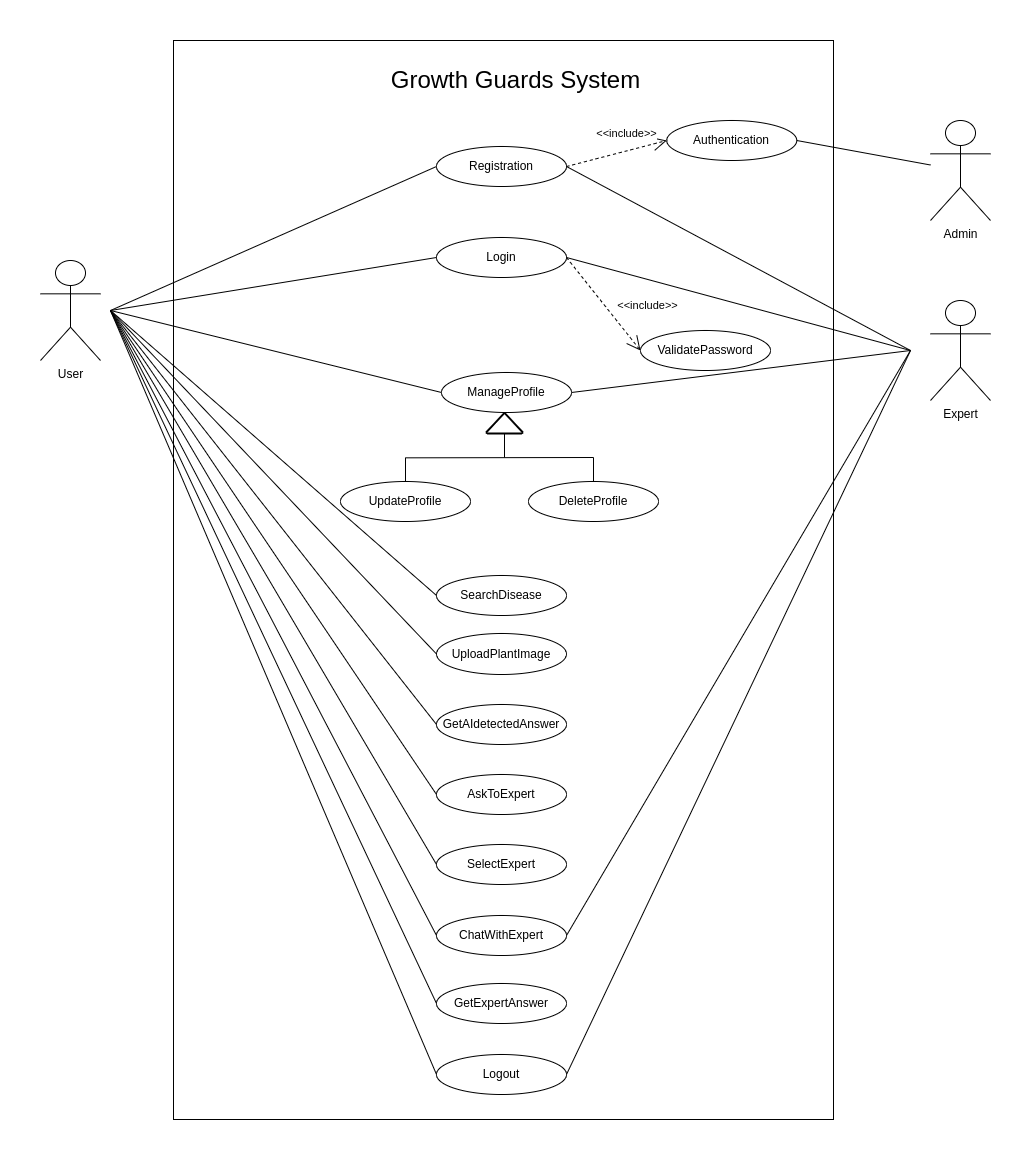 Growth Guards System
<<include>>
Authentication
Registration
Admin
Login
<<include>>
ValidatePassword
User
ManageProfile
Expert
UpdateProfile
DeleteProfile
SearchDisease
UploadPlantImage
GetAIdetectedAnswer
AskToExpert
SelectExpert
ChatWithExpert
GetExpertAnswer
Logout